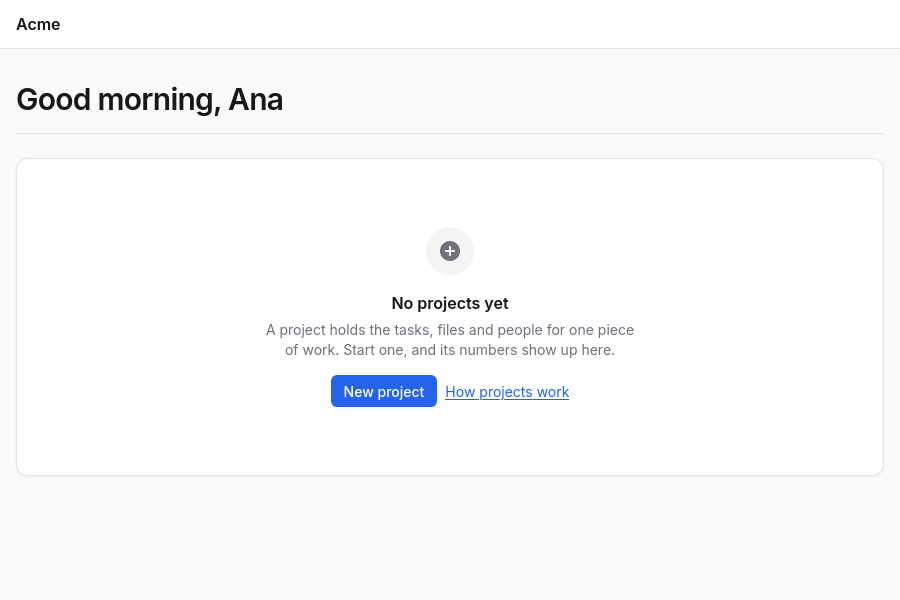 Acme
Good morning, Ana
No projects yet
A project holds the tasks, files and people for one piece
of work. Start one, and its numbers show up here.
New project
How projects work